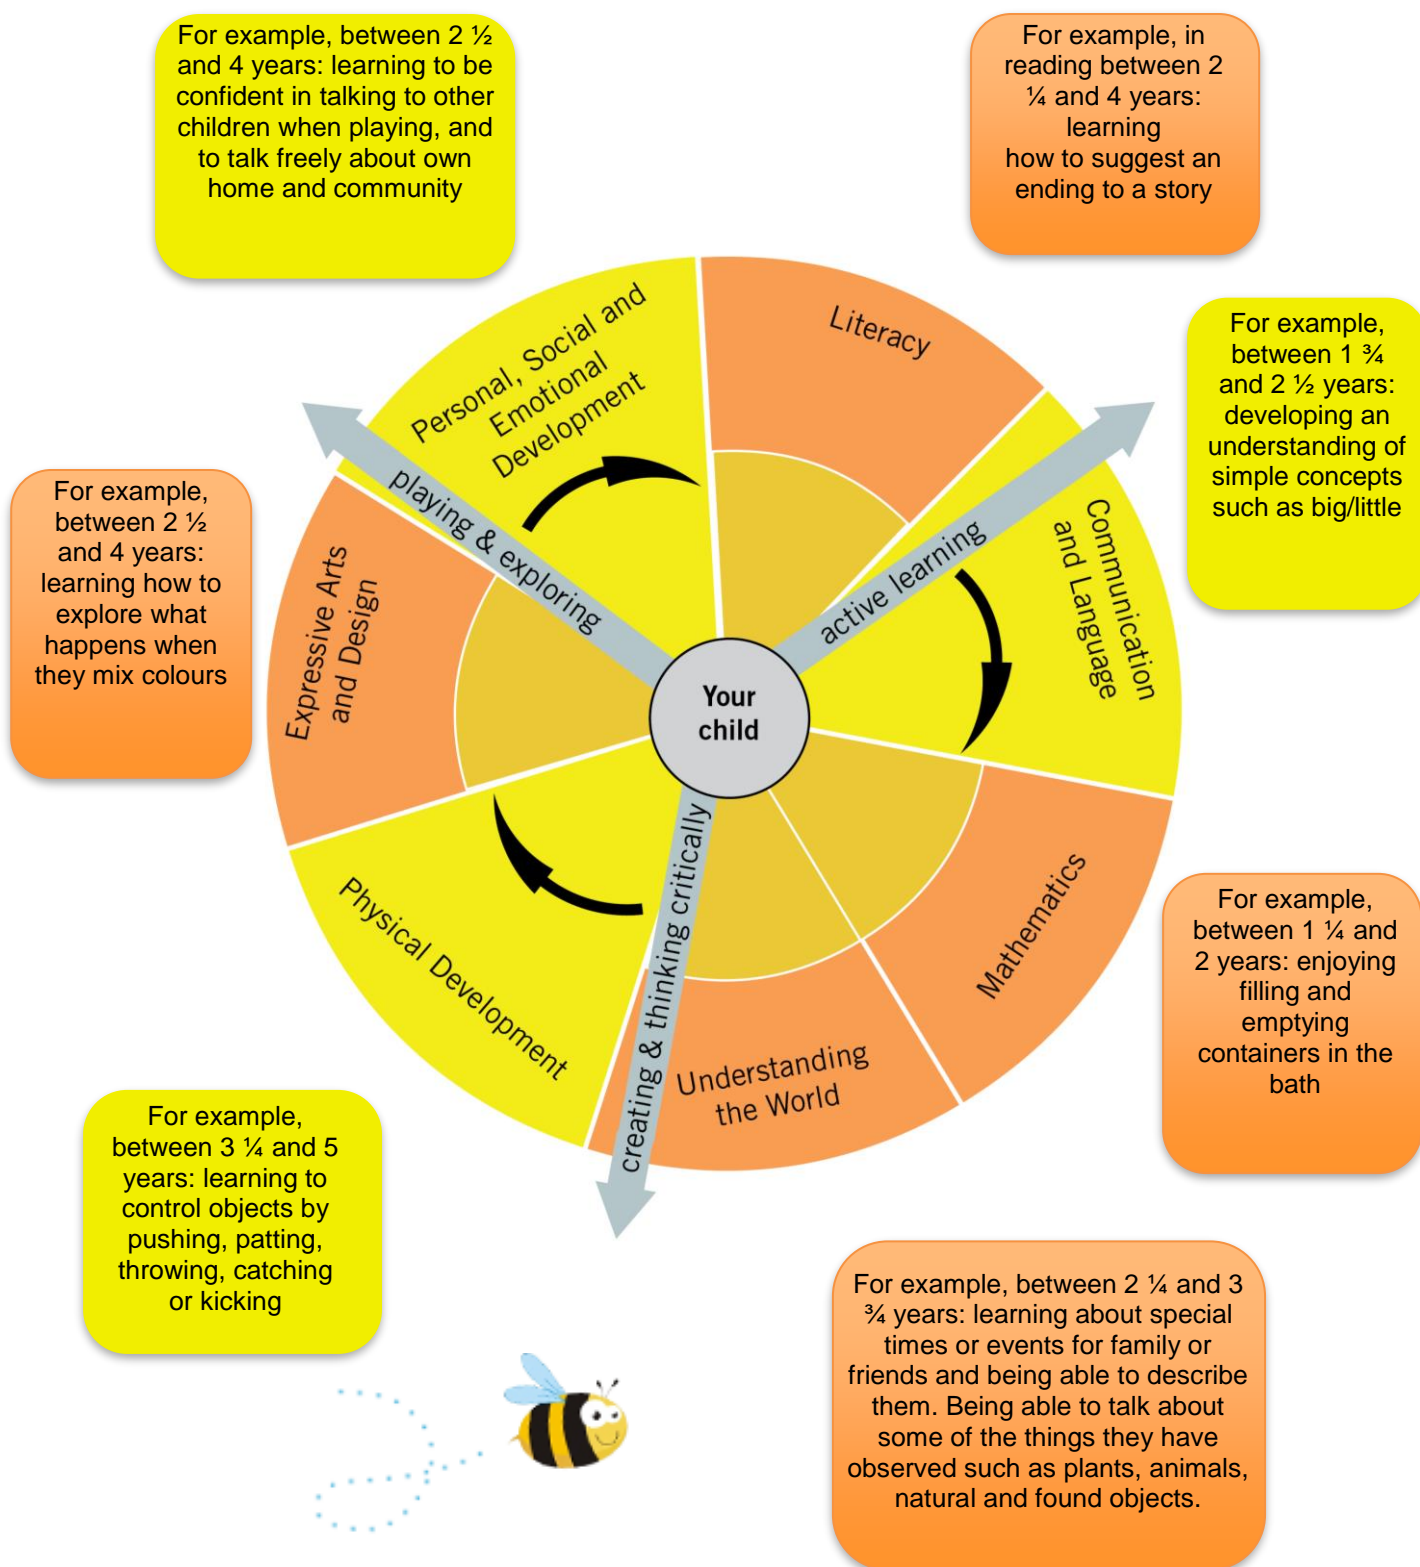 For example, between 2 ½
and 4 years: learning to be
confident in talking to other
children when playing, and
to talk freely about own
home and community
For example, in
reading between 2
¼ and 4 years:
learning
how to suggest an
ending to a story
For example,
between 1 ¾
and 2 ½ years:
developing an
understanding of
simple concepts
such as big/little
For example,
between 2 ½
and 4 years:
learning how to
explore what
happens when
they mix colours
Personal, Social and
Emotional
Development
Literacy
Communication
and Language
playing & exploring
active learning
Expressive Arts
and Design
Your
child
Physical Development
creating & thinking critically
Understanding
the World
Mathematics
For example,
between 1 ¼ and
2 years: enjoying
filling and
emptying
containers in the
bath
For example,
between 3 ¼ and 5
years: learning to
control objects by
pushing, patting,
throwing, catching
or kicking
For example, between 2 ¼ and 3
¾ years: learning about special
times or events for family or
friends and being able to describe
them. Being able to talk about
some of the things they have
observed such as plants, animals,
natural and found objects.